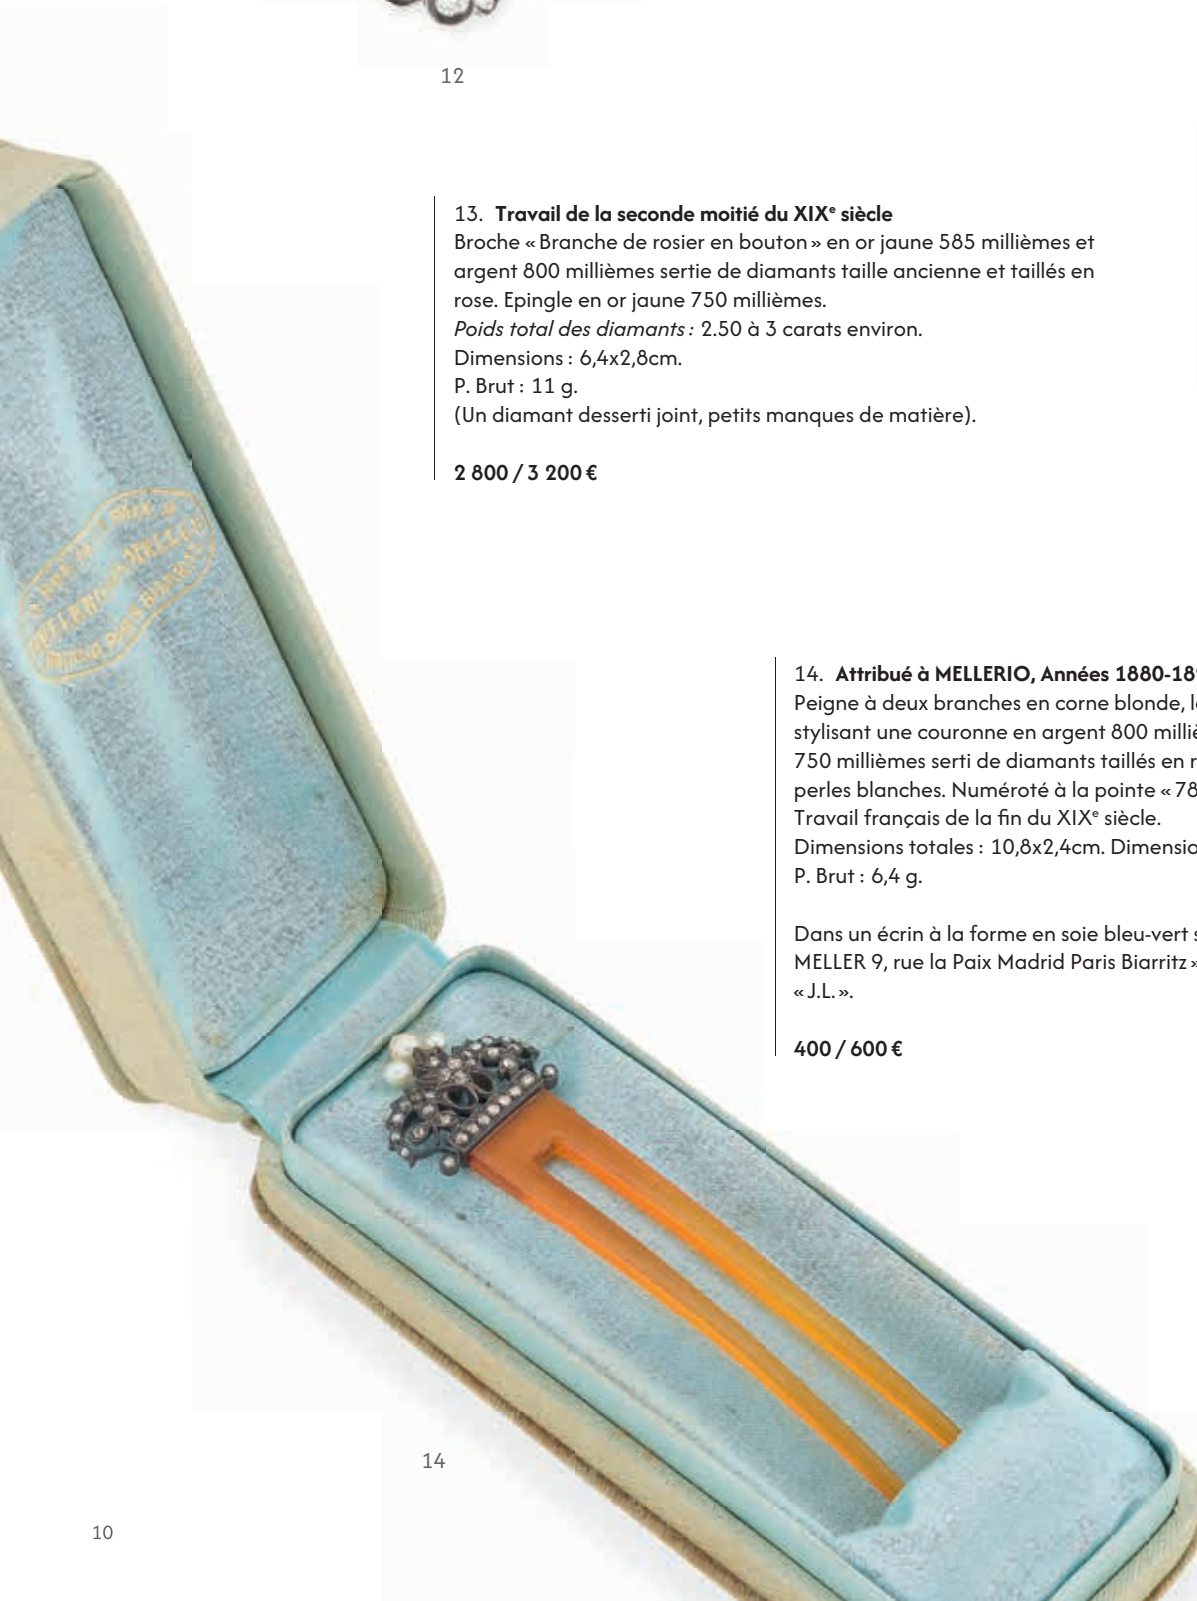 12
13. Travail de la seconde moitié du XIXe siècle
Broche « Branche de rosier en bouton » en or jaune 585 millièmes et
argent 800 millièmes sertie de diamants taille ancienne et taillés en
rose. Epingle en or jaune 750 millièmes.
Poids total des diamants : 2.50 à 3 carats environ.
Dimensions : 6,4x2,8cm.
P. Brut : 11 g.
(Un diamant desserti joint, petits manques de matière).
2 800 / 3 200 €
14. Attribué à MELLERIO, Années 1880-18
Peigne à deux branches en corne blonde,
stylisant une couronne en argent 800
750 millièmes serti de diamants taillés en
perles blanches. Numéroté à la pointe « 78
Travail français de la fin du XIXe siècle.
Dimensions totales : 10,8x2,4cm.
P. Brut : 6,4 g.
Dans un écrin à la forme en soie bleu-vert
MELLER 9, rue la Paix Madrid Paris Biarritz »
« J.L. ».
400 / 600 €
14
10